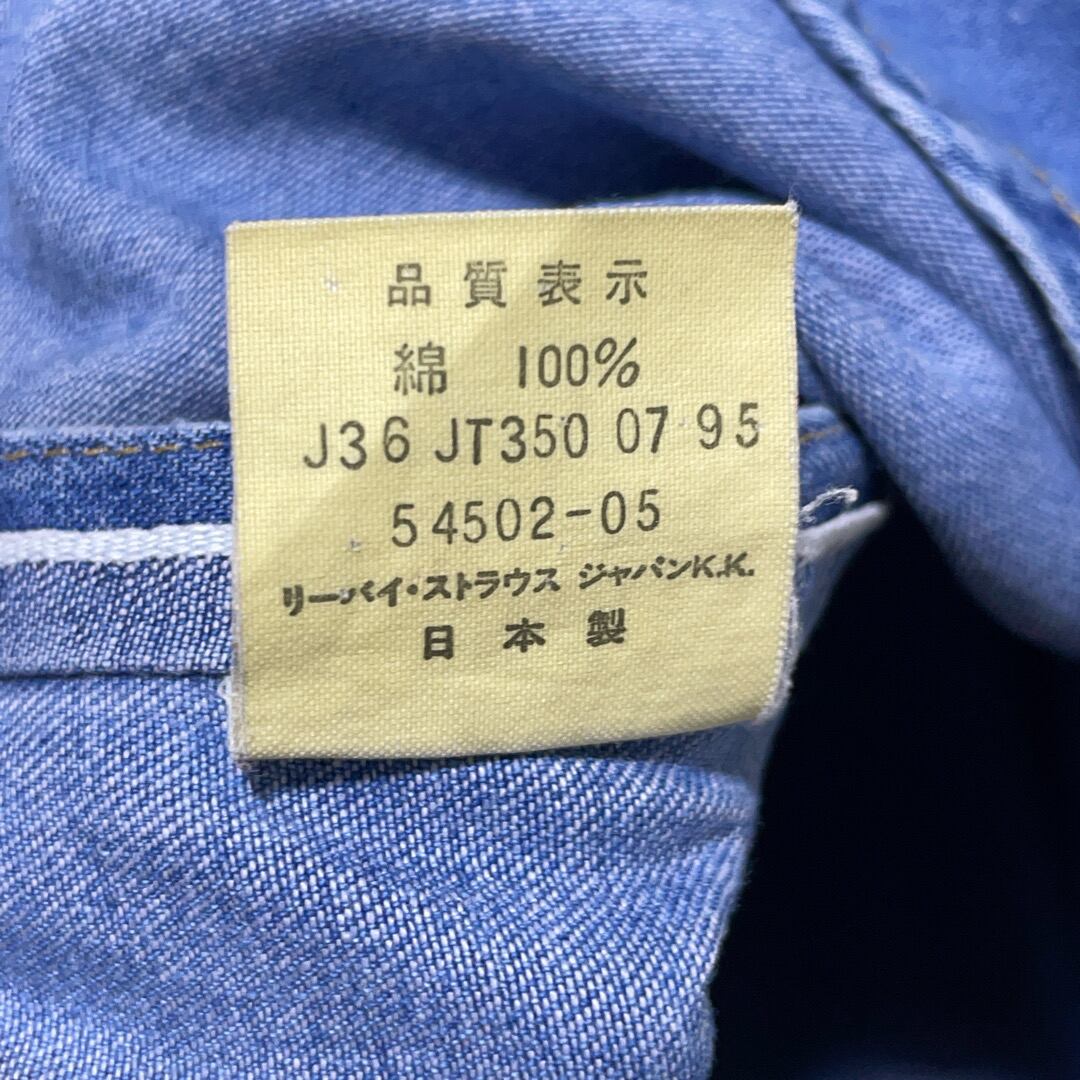 品質表示
綿 100%
J36 JT350 07 95
54502-05
リーバイ・ストラウス ジャパンK.K.
日本製